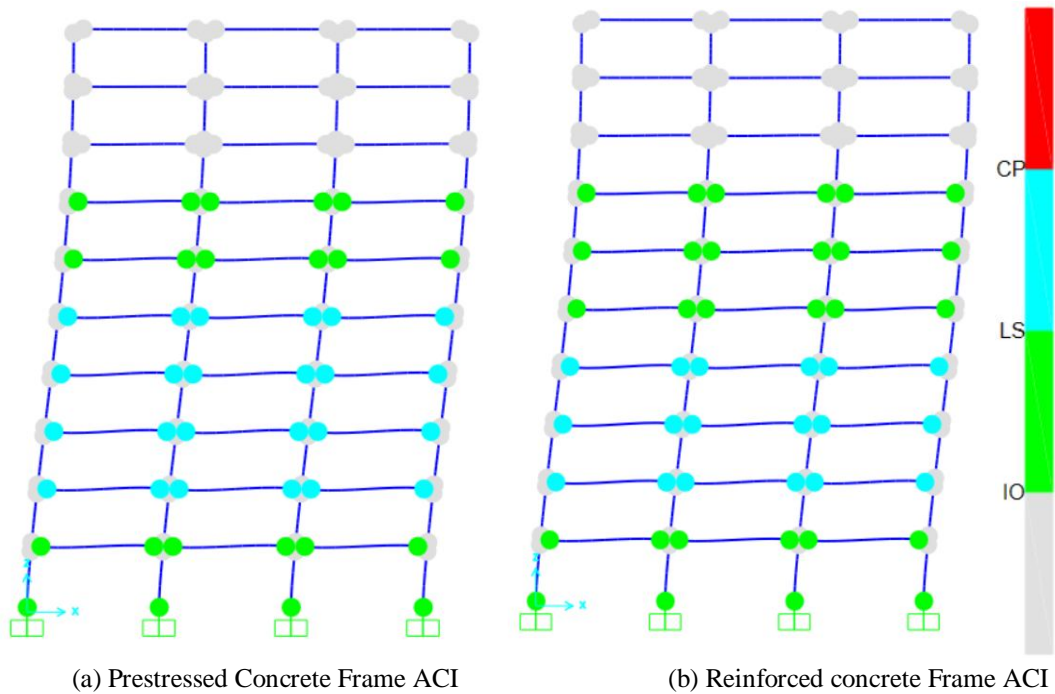 CP
LS
IO
z
x
z
x
(a) Prestressed Concrete Frame ACI
(b) Reinforced concrete Frame ACI